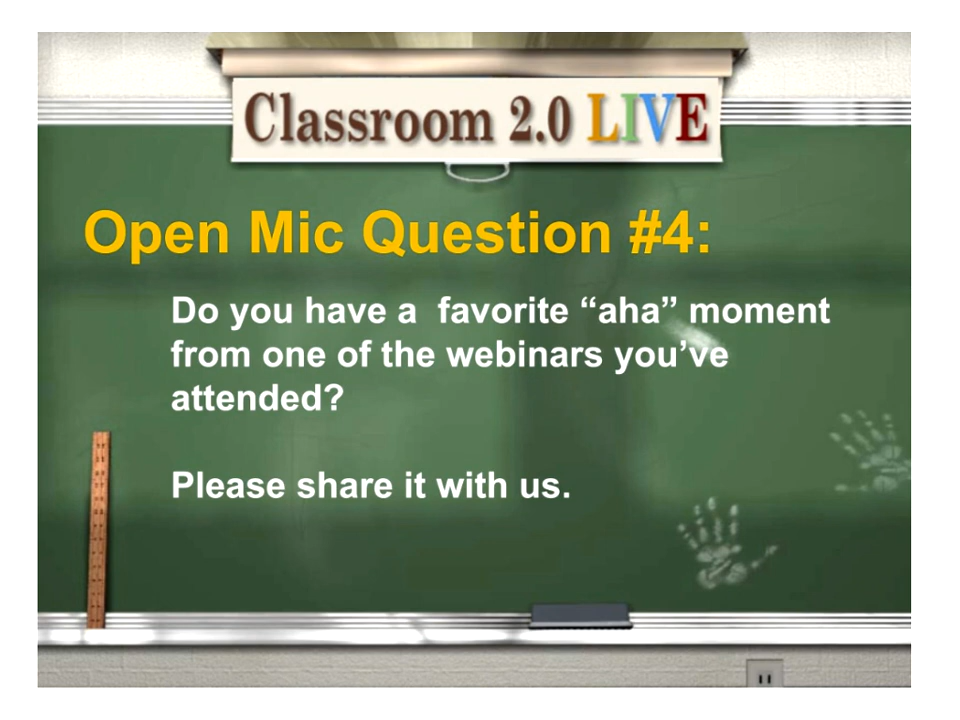 Classroom 2.0 LIVE
Open Mic Question #4:
Do you have a  favorite “aha” moment
from one of the webinars you’ve
attended?
Please share it with us.